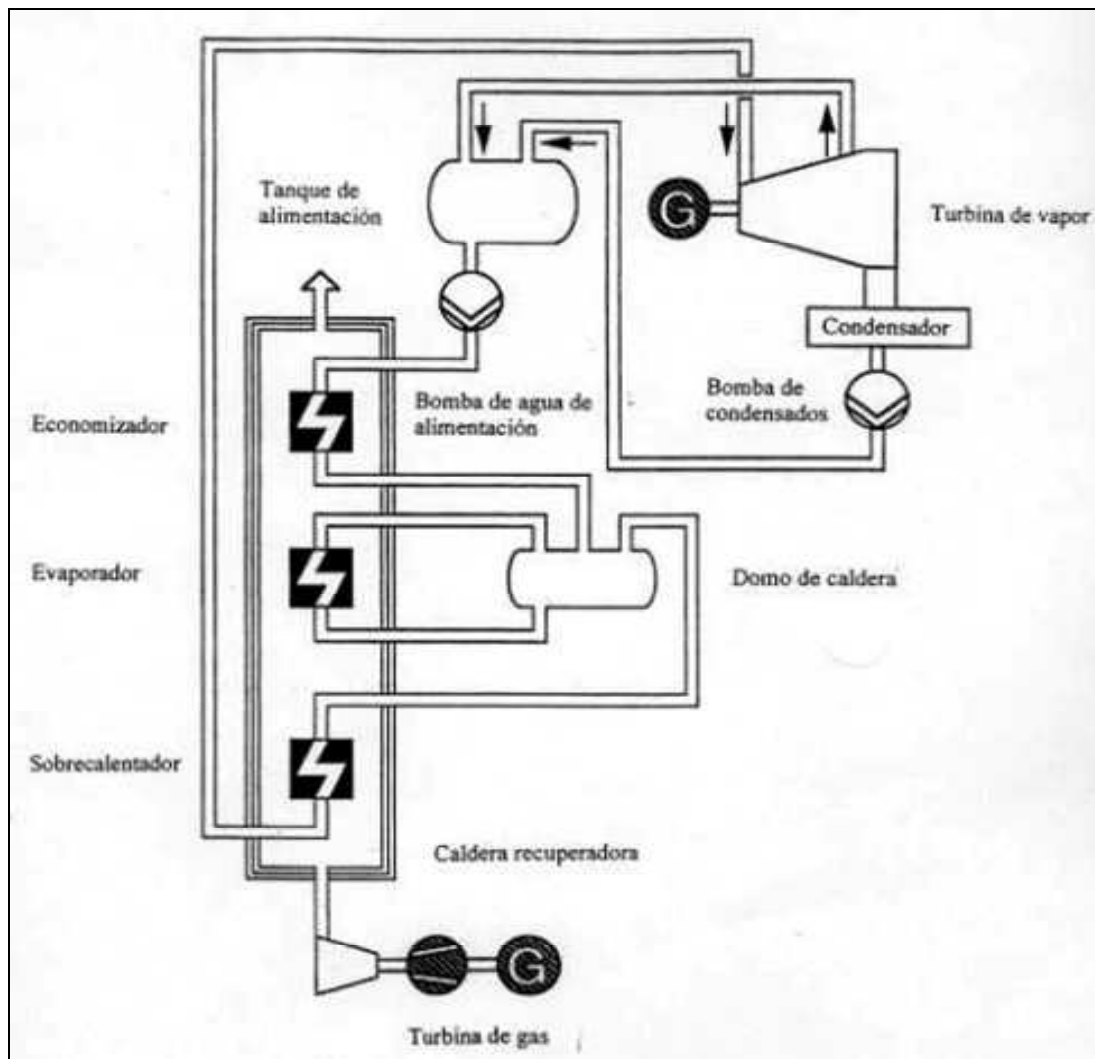 Tanque de
alimentación
G
Turbina de vapor
Condensador
Economizador
Bomba de agua de
alimentación
Bomba de
condensados
Evaporador
Domo de caldera
Sobrecalentador
Caldera recuperadora
G
Turbina de gas